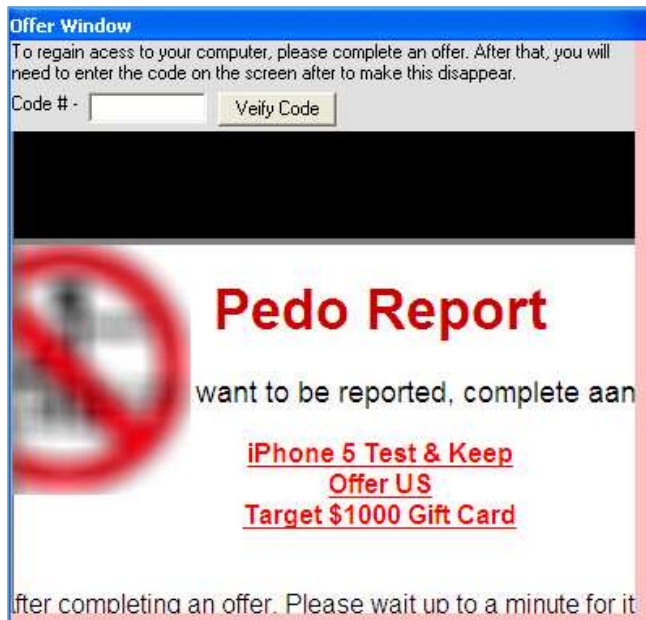 Offer Window
To regain acess to your computer, please complete an offer. After that, you will
need to enter the code on the screen after to make this disappear.
Code # - Veify Code
Pedo Report
want to be reported, complete aan
iPhone 5 Test & Keep
Offer US
Target $1000 Gift Card
fter completing an offer. Please wait up to a minute for it